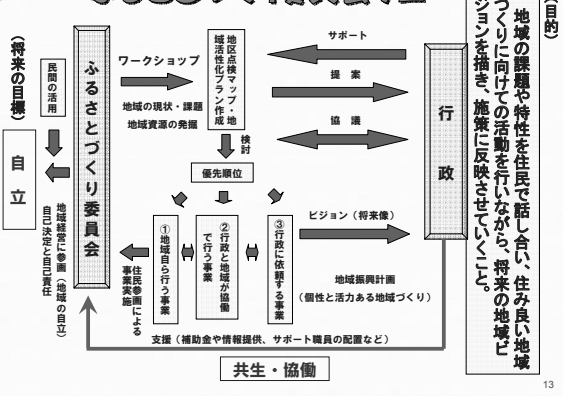 （目的）
地域の課題や特性を住民で話し合い、住み良い地域
づくりに向けての活動を行いながら、将来の地域ビ
ジョンを描き、施策に反映させていくこと。
行政
サポート
提案
協議
ビジョン（将来像）
地域振興計画
（個性と活力ある地域づくり）
地区点検マップ・地
域活性化プラン作成
検討
優先順位
③行政に依頼する事業
②行政と地域が協働
で行う事業
①地域自ら行う事業
ワークショップ
地域の現状・課題
地域資源の発掘
住民参画による
事業実施
ふるさとづくり委員会
民間の活用
（将来の目標）
自立
地域経営に参画（地域の自立）
自己決定と自己責任
支援（補助金や情報提供、サポート職員の配置など）
共生・協働
13